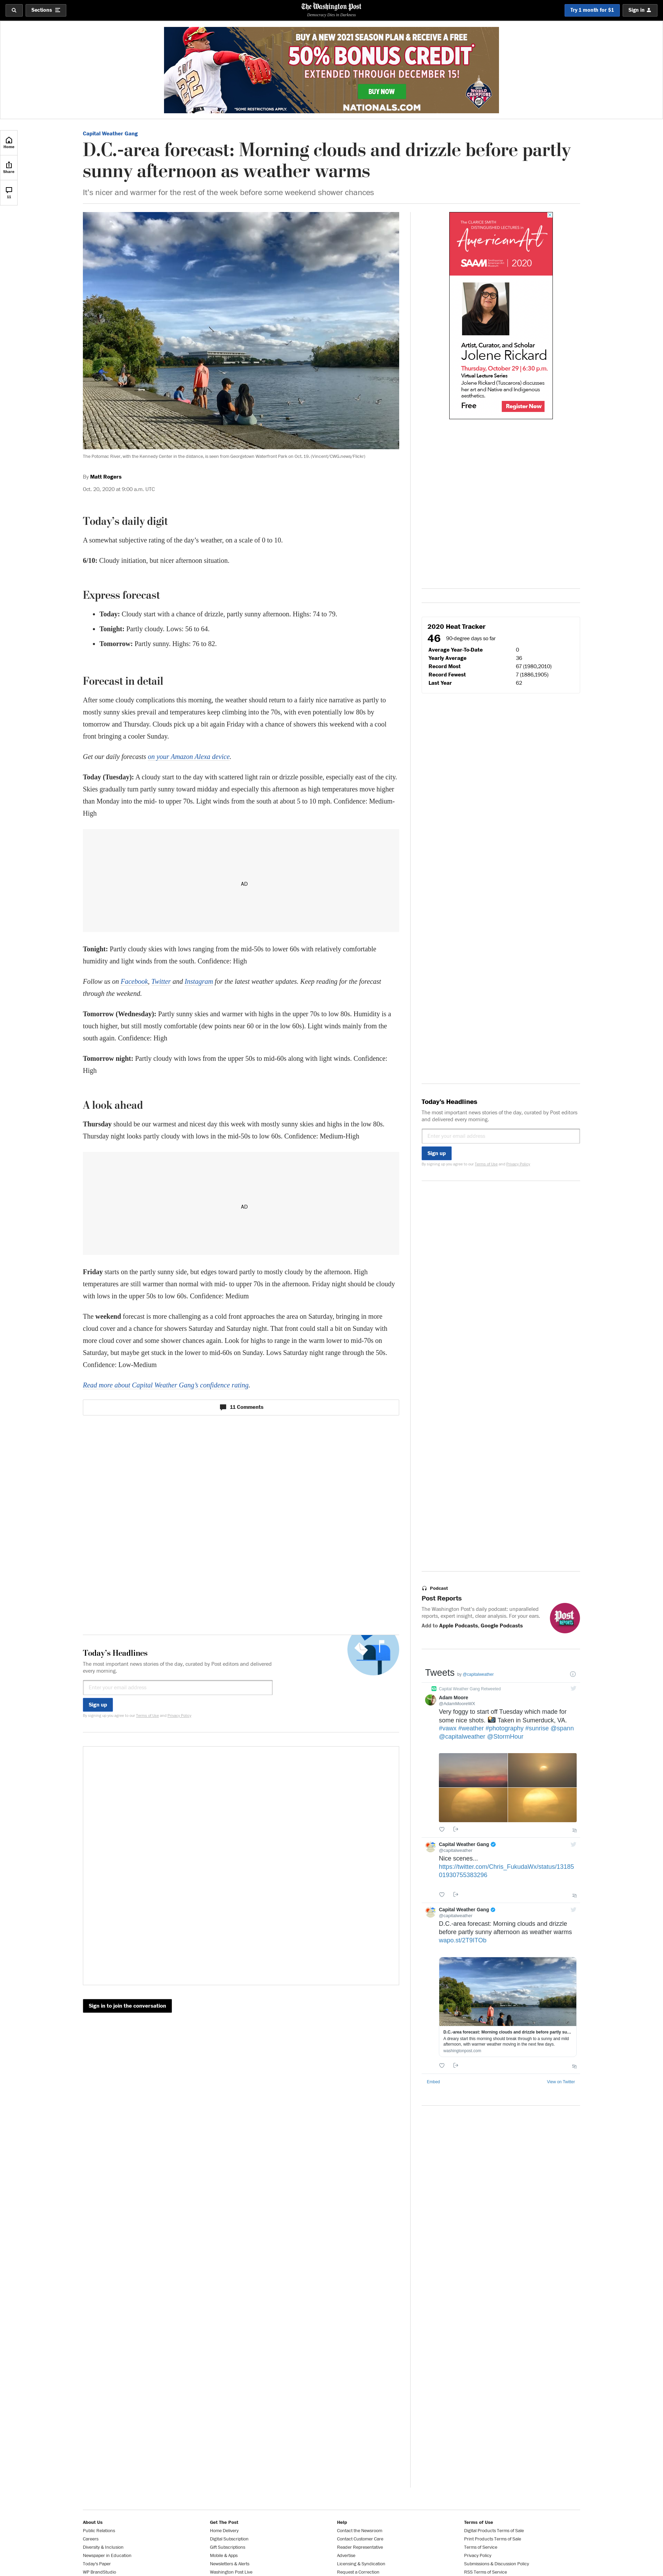 Sections
The Washington Post
Democracy Dies in Darkness
Try 1 month for $1
Sign in
BUY A NEW 2021 SEASON PLAN & RECEIVE A FREE
50% BONUS CREDIT*
EXTENDED THROUGH DECEMBER 15!
BUY NOW
*SOME RESTRICTIONS APPLY.
NATIONALS.COM
WORLD CHAMPIONS
Home
Share
11
Capital Weather Gang
D.C.-area forecast: Morning clouds and drizzle before partly
sunny afternoon as weather warms
It's nicer and warmer for the rest of the week before some weekend shower chances
The Potomac River, with the Kennedy Center in the distance, is seen from Georgetown Waterfront Park on Oct. 19. (Vincent/CWG.news/Flickr)
By Matt Rogers
Oct. 20, 2020 at 9:00 a.m. UTC
Today's daily digit
A somewhat subjective rating of the day's weather, on a scale of 0 to 10.
6/10: Cloudy initiation, but nicer afternoon situation.
Express forecast
• Today: Cloudy start with a chance of drizzle, partly sunny afternoon. Highs: 74 to 79.
• Tonight: Partly cloudy. Lows: 56 to 64.
• Tomorrow: Partly sunny. Highs: 76 to 82.
Forecast in detail
After some cloudy complications this morning, the weather should return to a fairly nice narrative as partly to
mostly sunny skies prevail and temperatures keep climbing into the 70s, with even potentially low 80s by
tomorrow and Thursday. Clouds pick up a bit again Friday with a chance of showers this weekend with a cool
front bringing a cooler Sunday.
Get our daily forecasts on your Amazon Alexa device.
Today (Tuesday): A cloudy start to the day with scattered light rain or drizzle possible, especially east of the city.
Skies gradually turn partly sunny toward midday and especially this afternoon as high temperatures move higher
than Monday into the mid- to upper 70s. Light winds from the south at about 5 to 10 mph. Confidence: Medium-
High
AD
Tonight: Partly cloudy skies with lows ranging from the mid-50s to lower 60s with relatively comfortable
humidity and light winds from the south. Confidence: High
Follow us on Facebook, Twitter and Instagram for the latest weather updates. Keep reading for the forecast
through the weekend.
Tomorrow (Wednesday): Partly sunny skies and warmer with highs in the upper 70s to low 80s. Humidity is a
touch higher, but still mostly comfortable (dew points near 60 or in the low 60s). Light winds mainly from the
south again. Confidence: High
Tomorrow night: Partly cloudy with lows from the upper 50s to mid-60s along with light winds. Confidence:
High
A look ahead
Thursday should be our warmest and nicest day this week with mostly sunny skies and highs in the low 80s.
Thursday night looks partly cloudy with lows in the mid-50s to low 60s. Confidence: Medium-High
AD
Friday starts on the partly sunny side, but edges toward partly to mostly cloudy by the afternoon. High
temperatures are still warmer than normal with mid- to upper 70s in the afternoon. Friday night should be cloudy
with lows in the upper 50s to low 60s. Confidence: Medium
The weekend forecast is more challenging as a cold front approaches the area on Saturday, bringing in more
cloud cover and a chance for showers Saturday and Saturday night. That front could stall a bit on Sunday with
more cloud cover and some shower chances again. Look for highs to range in the warm lower to mid-70s on
Saturday, but maybe get stuck in the lower to mid-60s on Sunday. Lows Saturday night range through the 50s.
Confidence: Low-Medium
Read more about Capital Weather Gang's confidence rating.
11 Comments
Today's Headlines
The most important news stories of the day, curated by Post editors and delivered
every morning.
Enter your email address
Sign up
By signing up you agree to our Terms of Use and Privacy Policy
Sign in to join the conversation
The CLARICE SMITH
DISTINGUISHED LECTURES in
American Art
SAAM
2020
Artist, Curator, and Scholar
Jolene Rickard
Thursday, October 29 | 6:30 p.m.
Virtual Lecture Series
Jolene Rickard (Tuscarora) discusses
her art and Native and Indigenous
aesthetics.
Free
Register Now
2020 Heat Tracker
46 90-degree days so far
Average Year-To-Date 0
Yearly Average 36
Record Most 67 (1980,2010)
Record Fewest 7 (1886,1905)
Last Year 62
Today's Headlines
The most important news stories of the day, curated by Post editors
and delivered every morning.
Enter your email address
Sign up
By signing up you agree to our Terms of Use and Privacy Policy
Podcast
Post Reports
The Washington Post's daily podcast: unparalleled
reports, expert insight, clear analysis. For your ears.
Add to Apple Podcasts, Google Podcasts
Post
REPORTS
Tweets by @capitalweather
Capital Weather Gang Retweeted
Adam Moore
Very foggy to start off Tuesday which made for
some nice shots. Taken in Sumerduck, VA.
#vawx #weather #photography #sunrise @spann
@capitalweather @StormHour
2h
Capital Weather Gang
@capitalweather
Nice scenes...
https://twitter.com/Chris_FukudaWx/status/13185
01930755383296
Capital Weather Gang
@capitalweather
D.C.-area forecast: Morning clouds and drizzle
before partly sunny afternoon as weather warms
wapo.st/2T9ITOb
D.C.-area forecast: Morning clouds and drizzle before partly su...
A dreary start this morning should break through to a sunny and mild
afternoon, with warmer weather moving in the next few days.
washingtonpost.com
Embed
View on Twitter
About Us
Public Relations
Careers
Diversity & Inclusion
Newspaper in Education
Today's Paper
WP BrandStudio
Get The Post
Home Delivery
Digital Subscription
Gift Subscriptions
Mobile & Apps
Newsletters & Alerts
Washington Post Live
Help
Contact the Newsroom
Contact Customer Care
Reader Representative
Advertise
Licensing & Syndication
Request a Correction
Terms of Use
Digital Products Terms of Sale
Print Products Terms of Sale
Terms of Service
Privacy Policy
Submissions & Discussion Policy
RSS Terms of Service